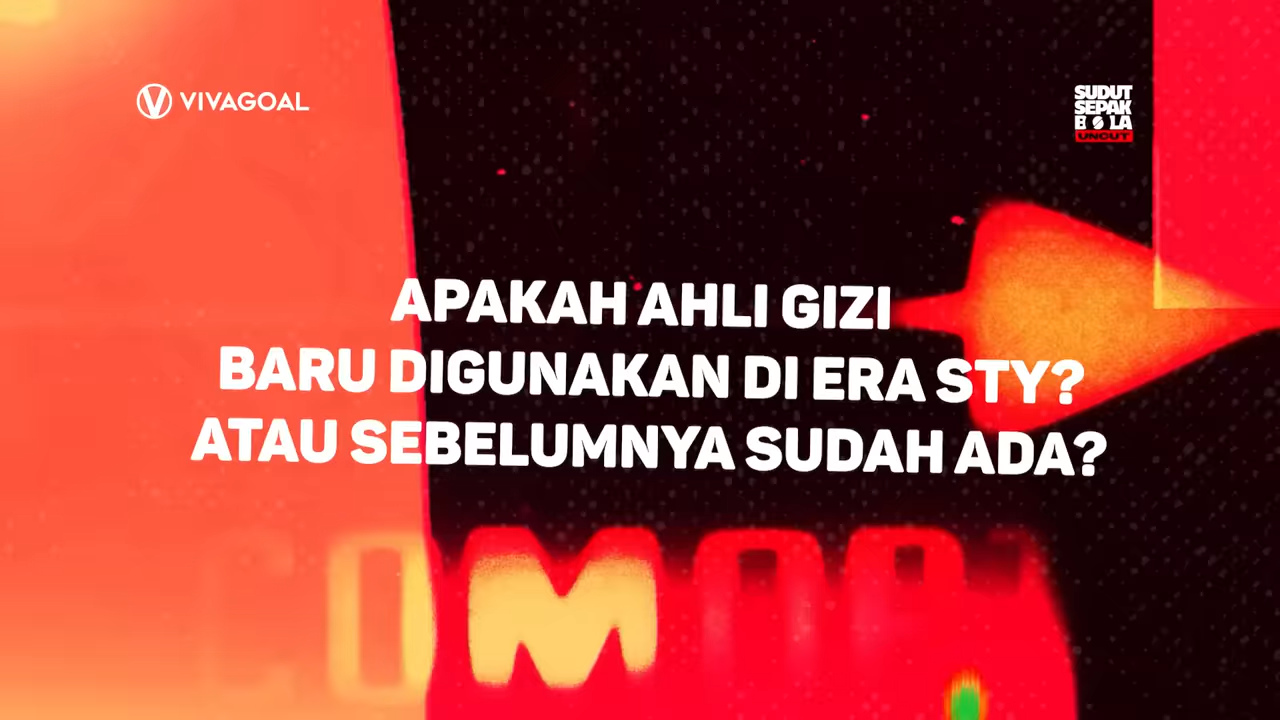 VIVAGOAL
SUDUT
SEPAK
BOLA
UNCUT
APAKAH AHLI GIZI
BARU DIGUNAKAN DI ERA STY?
ATAU SEBELUMNYA SUDAH ADA?